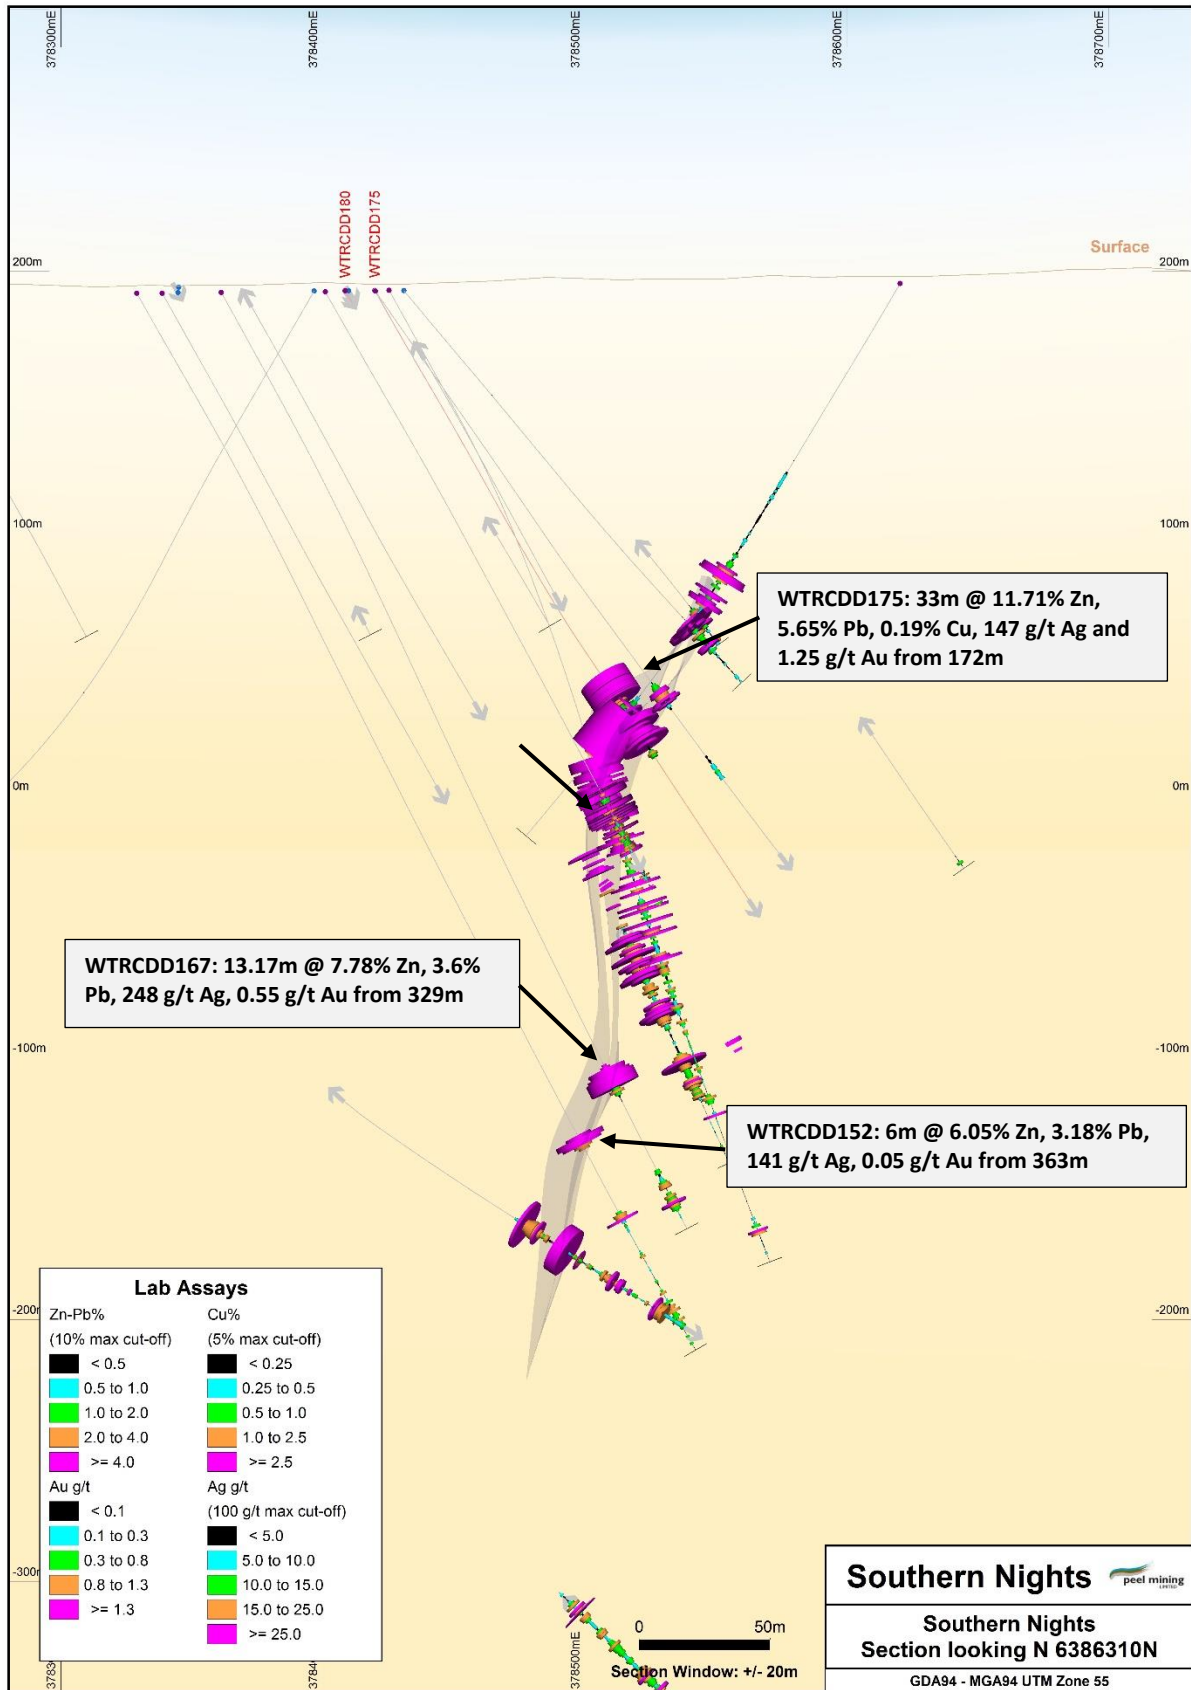 378300mE
378400mE
378500mE
378600mE
378700mE
WTRCDD180
WTRCDD175
Surface
200m
200m
100m
100m
WTRCDD175: 33m @ 11.71% Zn,
5.65% Pb, 0.19% Cu, 147 g/t Ag and
1.25 g/t Au from 172m
0m
0m
WTRCDD167: 13.17m @ 7.78% Zn, 3.6%
Pb, 248 g/t Ag, 0.55 g/t Au from 329m
-100m
-100m
WTRCDD152: 6m @ 6.05% Zn, 3.18% Pb,
141 g/t Ag, 0.05 g/t Au from 363m
-200m
-200m
Lab Assays
Zn-Pb%
(10% max cut-off)
< 0.5
0.5 to 1.0
1.0 to 2.0
2.0 to 4.0
>= 4.0
Cu%
(5% max cut-off)
< 0.25
0.25 to 0.5
0.5 to 1.0
1.0 to 2.5
>= 2.5
Au g/t
< 0.1
0.1 to 0.3
0.3 to 0.8
0.8 to 1.3
>= 1.3
Ag g/t
(100 g/t max cut-off)
< 5.0
5.0 to 10.0
10.0 to 15.0
15.0 to 25.0
>= 25.0
-300m
378500mE
0 50m
Section Window: +/- 20m
Southern Nights
peel mining
LIMITED
Southern Nights
Section looking N 6386310N
GDA94 - MGA94 UTM Zone 55